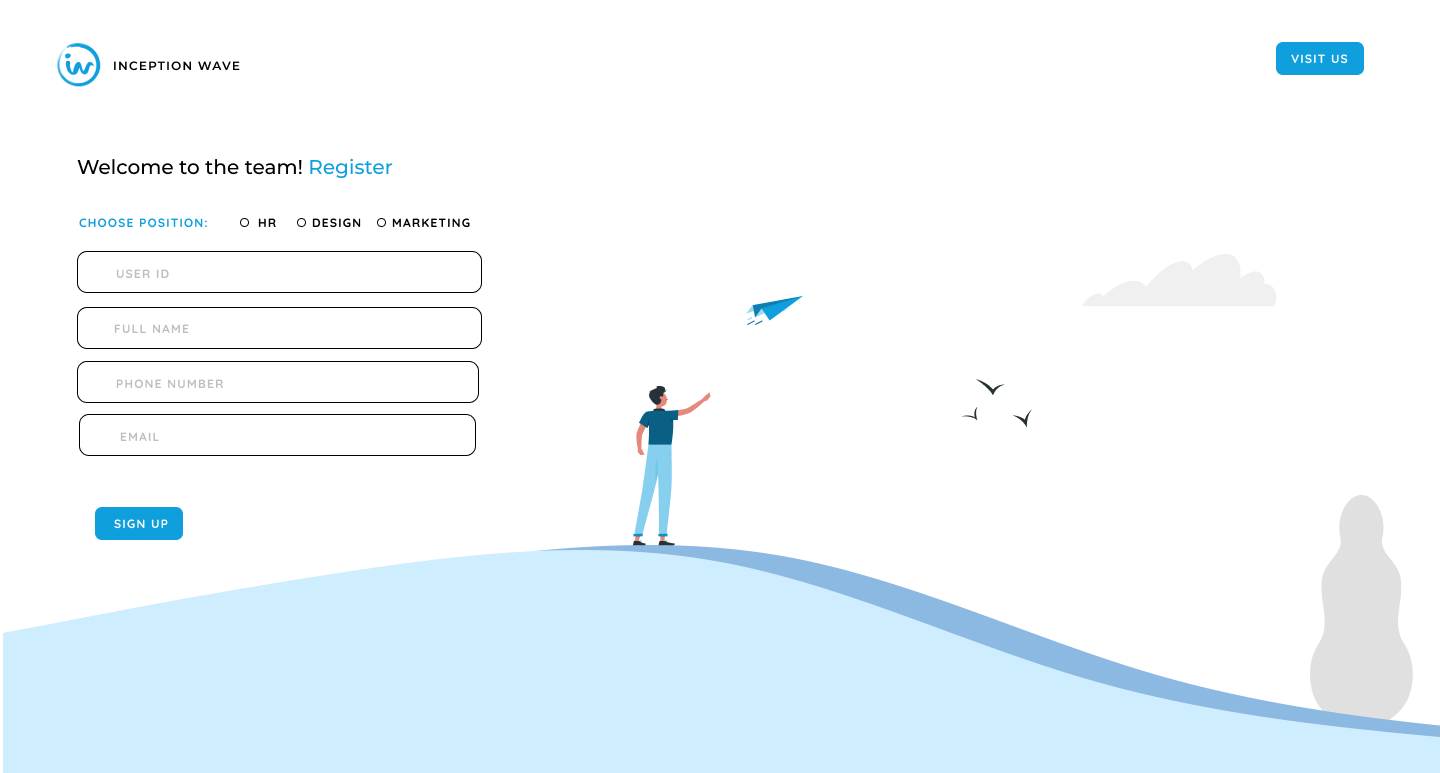 iw INCEPTION WAVE
VISIT US
Welcome to the team! Register
CHOOSE POSITION: HR DESIGN MARKETING
USER ID
FULL NAME
PHONE NUMBER
EMAIL
SIGN UP